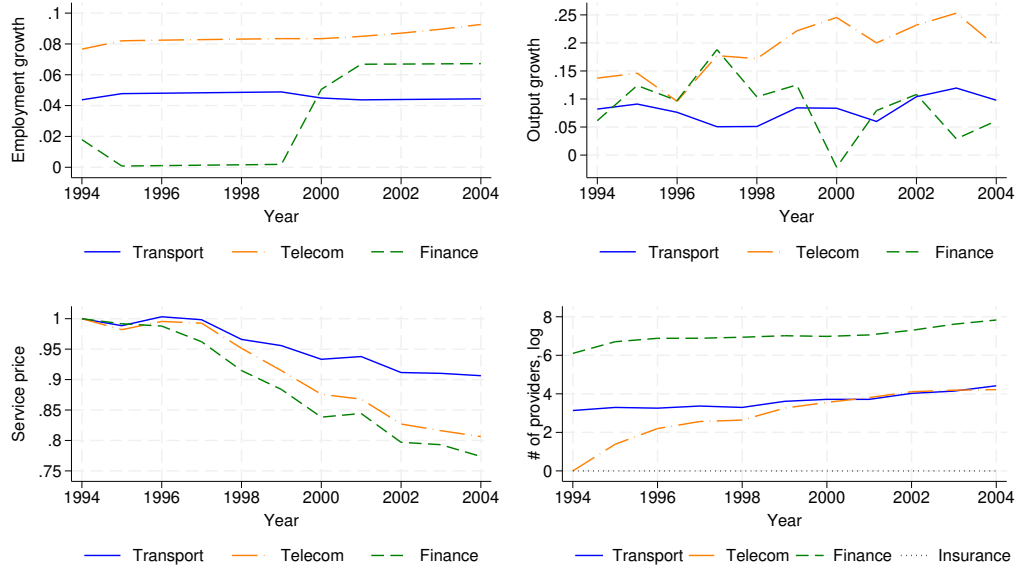 Employment growth
.1
.08
.06
.04
.02
0
1994 1996 1998 2000 2002 2004
Year
Transport Telecom Finance
Output growth
.25
.2
.15
.1
.05
0
1994 1996 1998 2000 2002 2004
Year
Transport Telecom Finance
Service price
1
.95
.9
.85
.8
.75
1994 1996 1998 2000 2002 2004
Year
Transport Telecom Finance
# of providers, log
8
6
4
2
0
1994 1996 1998 2000 2002 2004
Year
Transport Telecom Finance Insurance